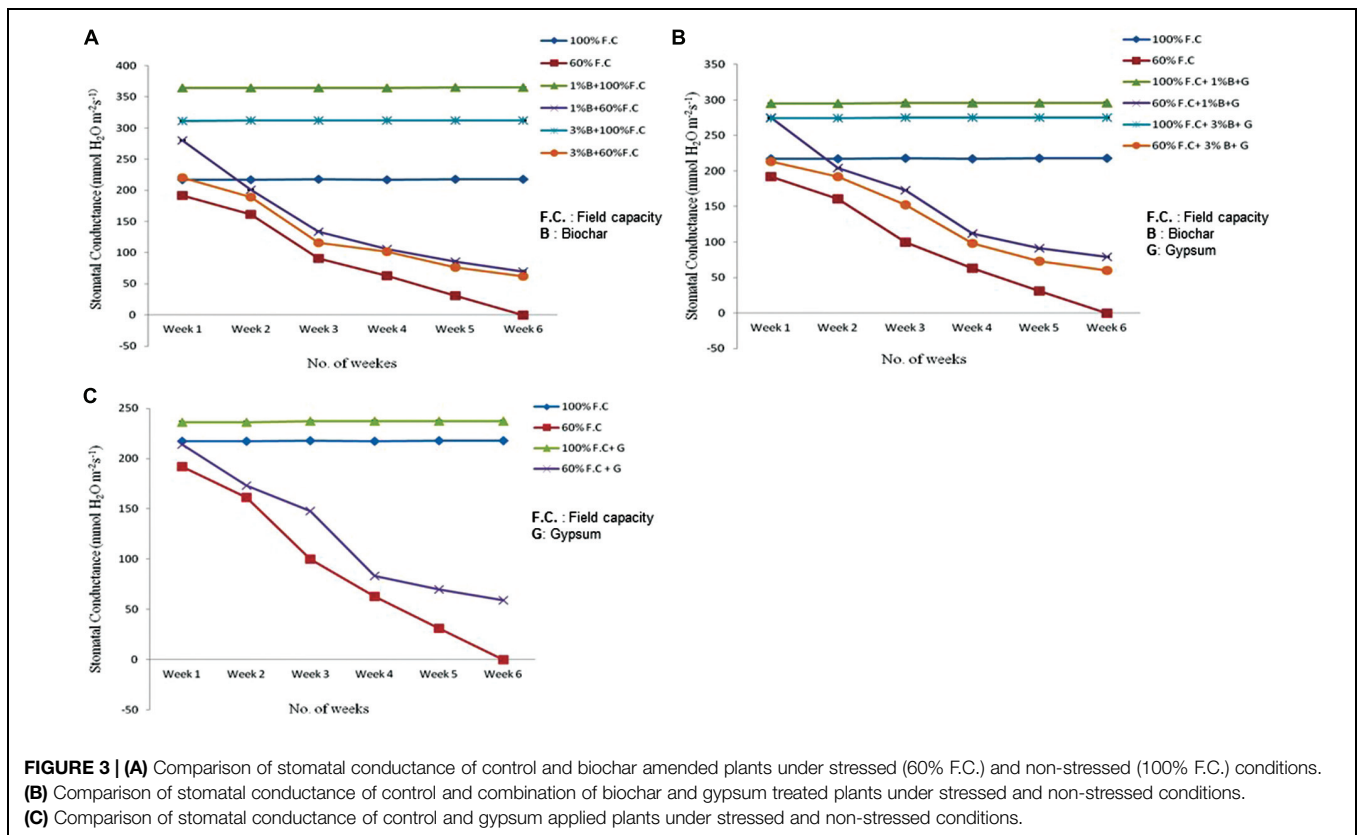 A
100% F.C
60% F.C
1%B+100%F.C
1%B+60%F.C
3%B+100%F.C
3%B+60%F.C
Stomatal Conductance (mmol H₂O m⁻²s⁻¹)
400
350
300
250
200
150
100
50
0
-50
Week 1 Week 2 Week 3 Week 4 Week 5 Week 6
No. of weekes
F.C. : Field capacity
B : Biochar
B
100% F.C
60% F.C
100% F.C+ 1%B+G
60% F.C+1%B+G
100% F.C+ 3%B+ G
60% F.C+ 3% B+ G
Stomatal Conductance (mmol H₂O m⁻²s⁻¹)
350
300
250
200
150
100
50
0
-50
Week 1 Week 2 Week 3 Week 4 Week 5 Week 6
No. of weeks
F.C. : Field capacity
B : Biochar
G: Gypsum
C
100% F.C
60% F.C
100% F.C+ G
60% F.C + G
Stomatal Conductance (mmol H₂O m⁻²s⁻¹)
250
200
150
100
50
0
-50
Week 1 Week 2 Week 3 Week 4 Week 5 Week 6
No. of weeks
F.C. : Field capacity
G: Gypsum
FIGURE 3 | (A) Comparison of stomatal conductance of control and biochar amended plants under stressed (60% F.C.) and non-stressed (100% F.C.) conditions.
(B) Comparison of stomatal conductance of control and combination of biochar and gypsum treated plants under stressed and non-stressed conditions.
(C) Comparison of stomatal conductance of control and gypsum applied plants under stressed and non-stressed conditions.